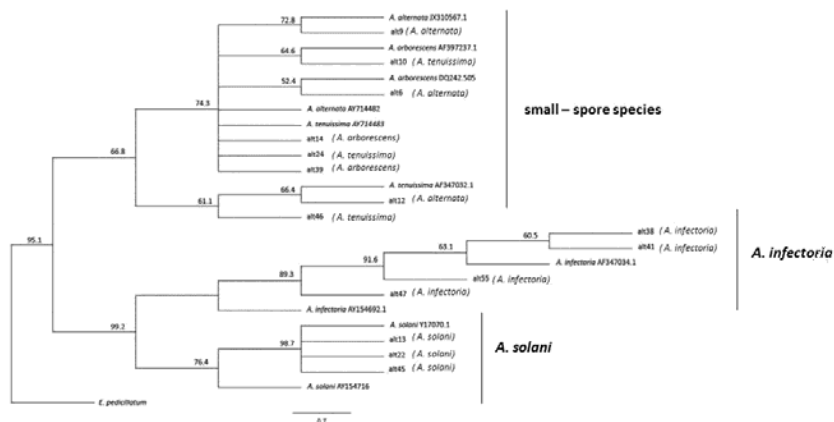 72.8
A. alternata JX310567.1
alt9 (A. alternata)
64.6
A. arborescens AF397237.1
alt10 (A. tenuissima)
52.4
A. arborescens DQ242.505
alt6 (A. alternata)
74.3
A. alternata AY714482
A. tenuissima AY714483
alt14 (A. arborescens)
alt24 (A. tenuissima)
alt39 (A. arborescens)
small – spore species
66.8
61.1
66.4
A. tenuissima AF347032.1
alt12 (A. alternata)
alt46 (A. tenuissima)
95.1
60.5
alt38 (A. infectoria)
alt41 (A. infectoria)
63.1
A. infectoria AF347034.1
91.6
alt55 (A. infectoria)
89.3
alt47 (A. infectoria)
A. infectoria AY154692.1
A. infectoria
99.2
98.7
A. solani Y17070.1
alt13 (A. solani)
alt22 (A. solani)
alt45 (A. solani)
76.4
A. solani AY154716
A. solani
E. pedicillatum